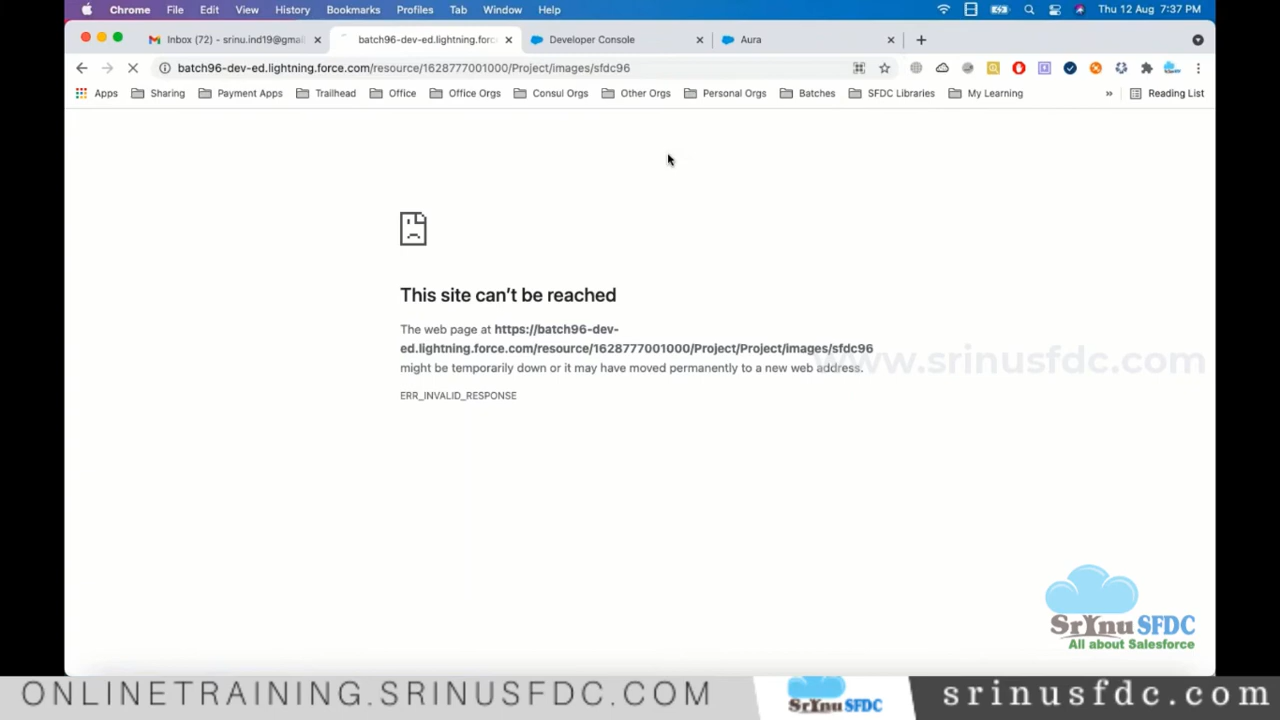 Chrome File Edit View History Bookmarks Profiles Tab Window Help Thu 12 Aug 7:37 PM
Inbox (72) - srinu.ind19@gmai batch96-dev-ed.lightning.forc Developer Console Aura
batch96-dev-ed.lightning.force.com/resource/1628777001000/Project/images/sfdc96
Apps Sharing Payment Apps Trailhead Office Office Orgs Consul Orgs Other Orgs Personal Orgs Batches SFDC Libraries My Learning » Reading List
This site can't be reached
The web page at https://batch96-dev-
ed.lightning.force.com/resource/1628777001000/Project/Project/images/sfdc96
might be temporarily down or it may have moved permanently to a new web address.
www.srinusfdc.com
ERR_INVALID_RESPONSE
SrinuSFDC
All about Salesforce
ONLINETRAINING.SRINUSFDC.COM SrinuSFDC srinusfdc.com